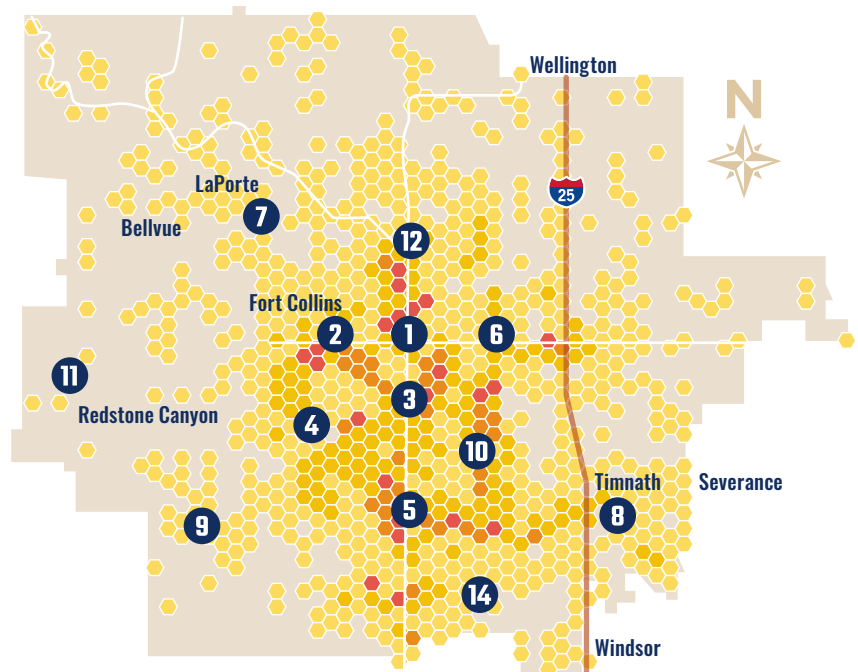 Wellington
N
LaPorte
25
7
Bellvue
12
Fort Collins
2
1
6
11
3
Redstone Canyon
4
10
Timnath
Severance
5
8
9
14
Windsor